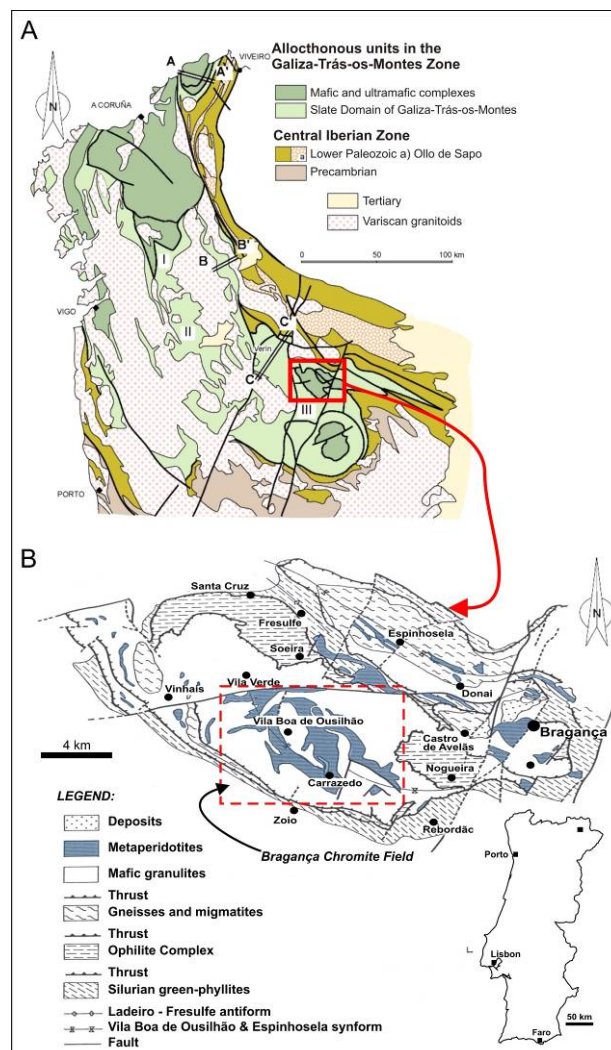 A
Allocthonous units in the
Galiza-Trás-os-Montes Zone
Mafic and ultramafic complexes
Slate Domain of Galiza-Trás-os-Montes
Central Iberian Zone
a
Lower Paleozoic a) Ollo de Sapo
Precambrian
Tertiary
Variscan granitoids
0 50 100 km
N
A
A'
VIVEIRO
A CORUÑA
I
B
B'
VIGO
II
C'
Verín
C
III
PORTO
B
N
Santa Cruz
Fresulfe
Espinhosela
Soeira
Vila Verde
Donai
Vinhais
Vila Boa de Ousilhão
Castro
de Avelãs
Bragança
4 km
Nogueira
Carrazedo
Zoio
Rebordãc
Bragança Chromite Field
LEGEND:
Deposits
Metaperidotites
Mafic granulites
Thrust
Gneisses and migmatites
Thrust
Ophilite Complex
Thrust
Silurian green-phyllites
Ladeiro - Fresulfe antiform
Vila Boa de Ousilhão & Espinhosela synform
Fault
Porto
Lisbon
Faro
50 km